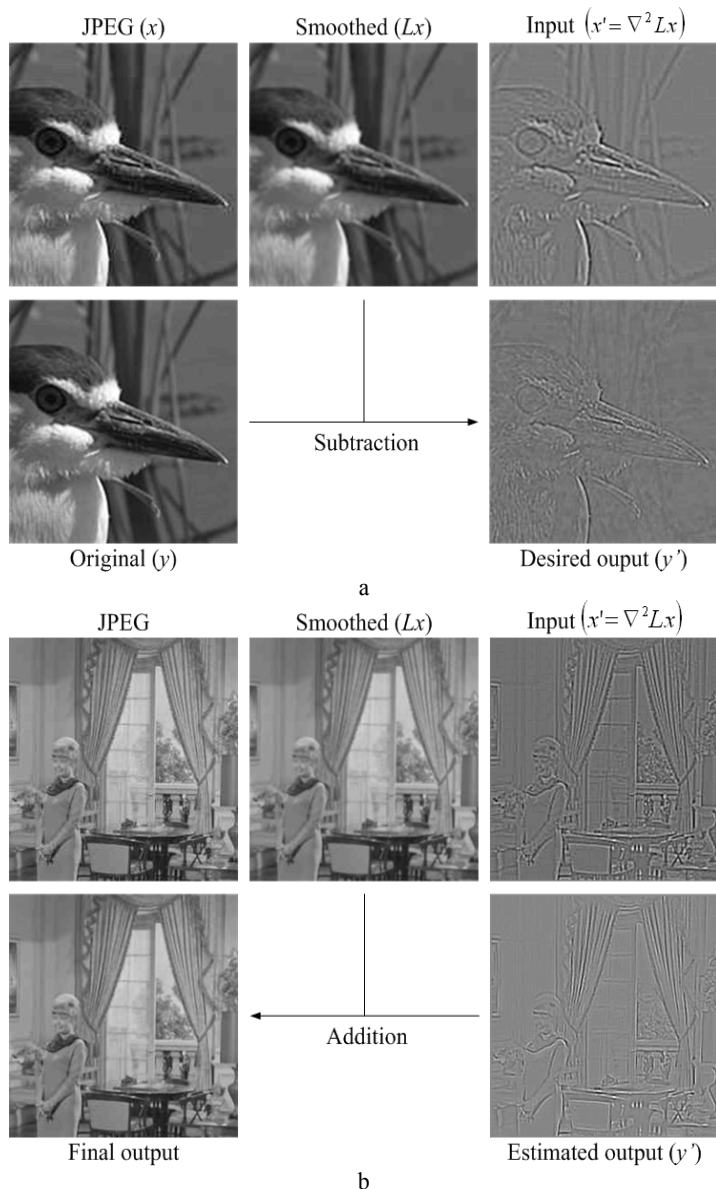 JPEG (x) Smoothed (Lx) Input (x' = ∇²Lx)
Subtraction
Original (y) Desired ouput (y’)
a
JPEG Smoothed (Lx) Input (x' = ∇²Lx)
Addition
Final output Estimated output (y’)
b